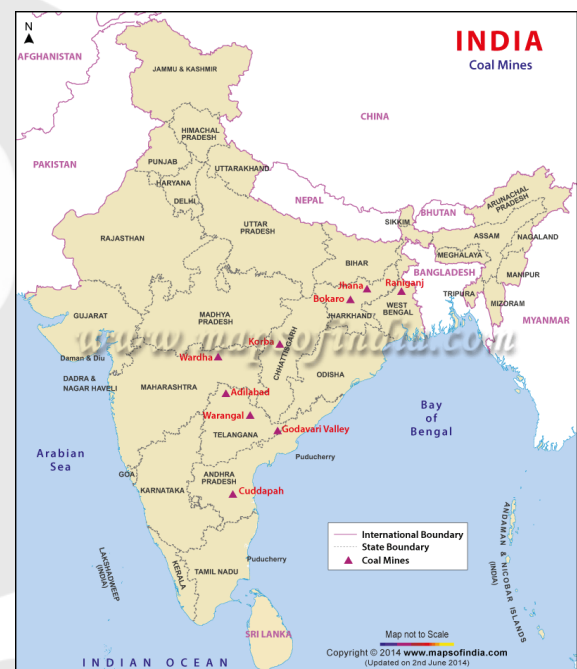 N
INDIA
Coal Mines
AFGHANISTAN
JAMMU & KASHMIR
CHINA
HIMACHAL
PRADESH
PAKISTAN
PUNJAB
UTTARAKHAND
HARYANA
DELHI
NEPAL
ARUNACHAL
PRADESH
BHUTAN
SIKKIM
UTTAR
PRADESH
RAJASTHAN
ASSAM
NAGALAND
MEGHALAYA
BIHAR
BANGLADESH
MANIPUR
Jhana
Raniganj
Bokaro
TRIPURA
MIZORAM
WEST
BENGAL
JHARKHAND
GUJARAT
MADHYA
PRADESH
MYANMAR
www.mapsofindia.com
Korba
CHHATTISGARH
Wardha
Daman & Diu
DADRA &
NAGAR HAVELI
ODISHA
MAHARASHTRA
Adilabad
Warangal
Godavari Valley
TELANGANA
Bay
of
Bengal
Arabian
Sea
Puducherry
GOA
KARNATAKA
ANDHRA
PRADESH
Cuddapah
ANDAMAN & NICOBAR ISLANDS
(INDIA)
International Boundary
State Boundary
Coal Mines
LAKSHADWEEP
(INDIA)
Puducherry
KERALA
TAMIL NADU
SRI LANKA
Map not to Scale
Copyright © 2014 www.mapsofindia.com
(Updated on 2nd June 2014)
INDIAN OCEAN